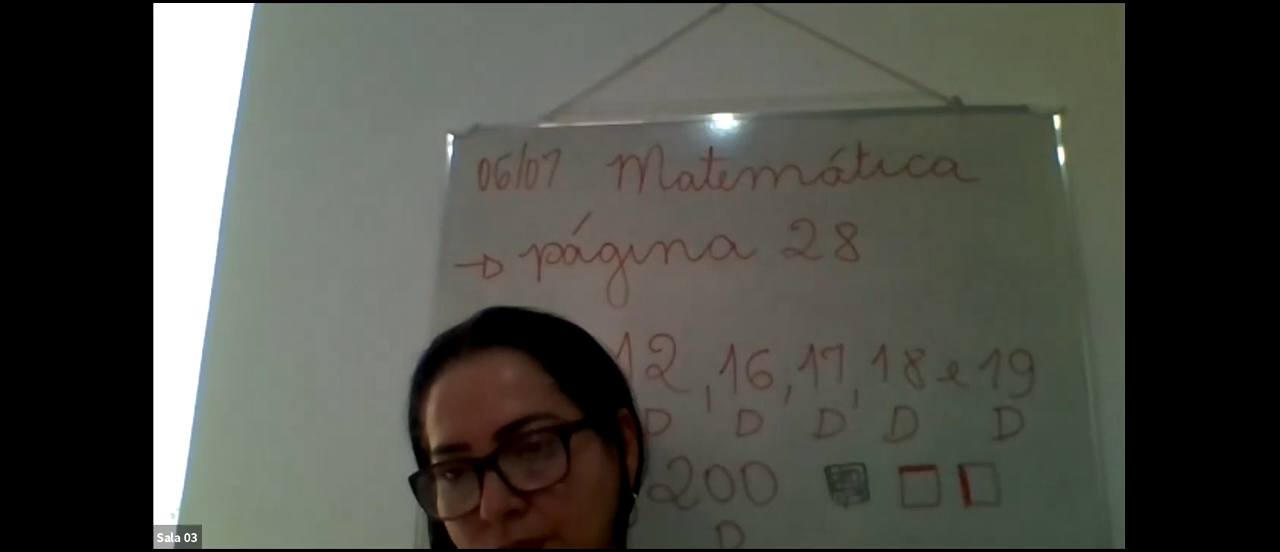 06/07 Matemática
→ página 28
12, 16, 17, 18 e 19
D D D D D
200
D
Sala 03